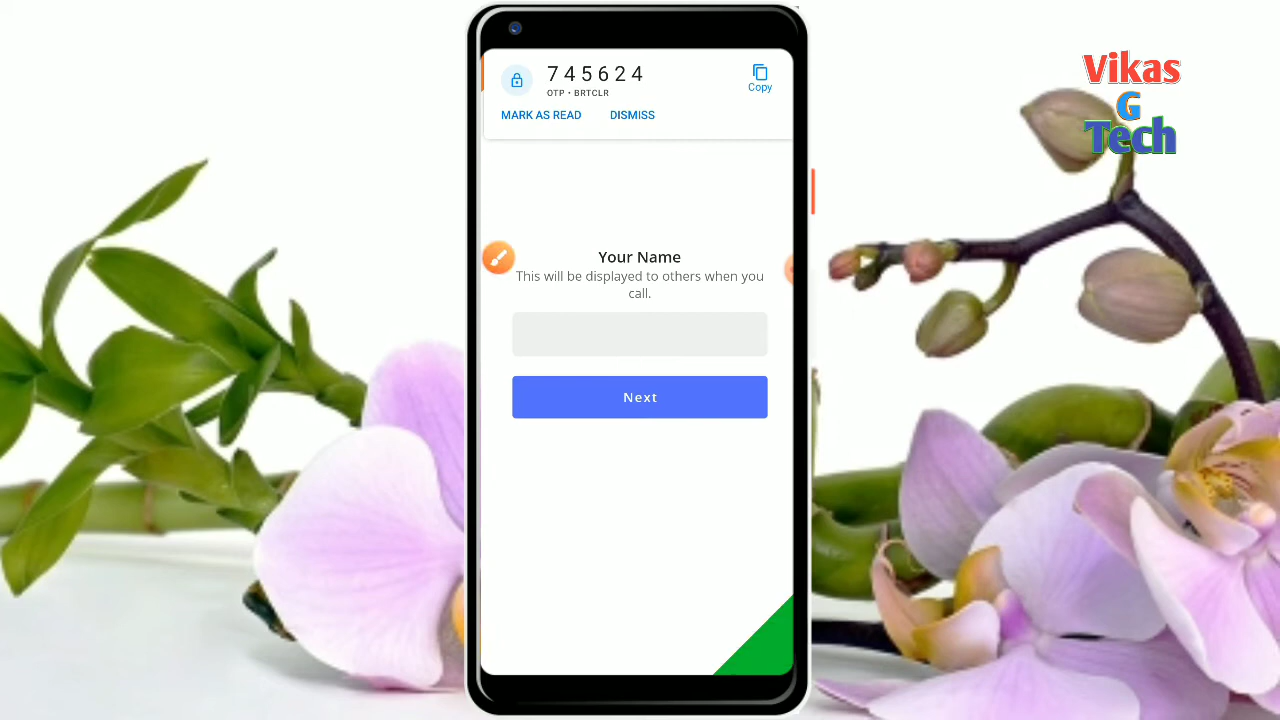 745624
OTP • BRTCLR
Copy
MARK AS READ DISMISS
Your Name
This will be displayed to others when you
call.
Next
Vikas
G
Tech